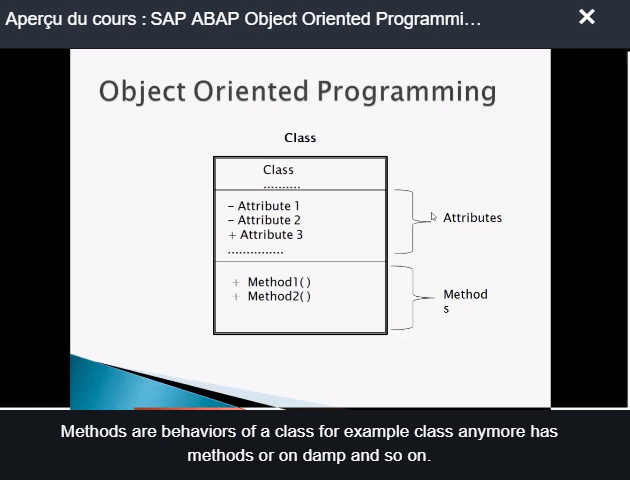 Aperçu du cours : SAP ABAP Object Oriented Programmi...
Object Oriented Programming
Class
Class
..........
– Attribute 1
– Attribute 2
+ Attribute 3
...............
Attributes
+ Method1( )
+ Method2( )
Method
s
Methods are behaviors of a class for example class anymore has
methods or on damp and so on.